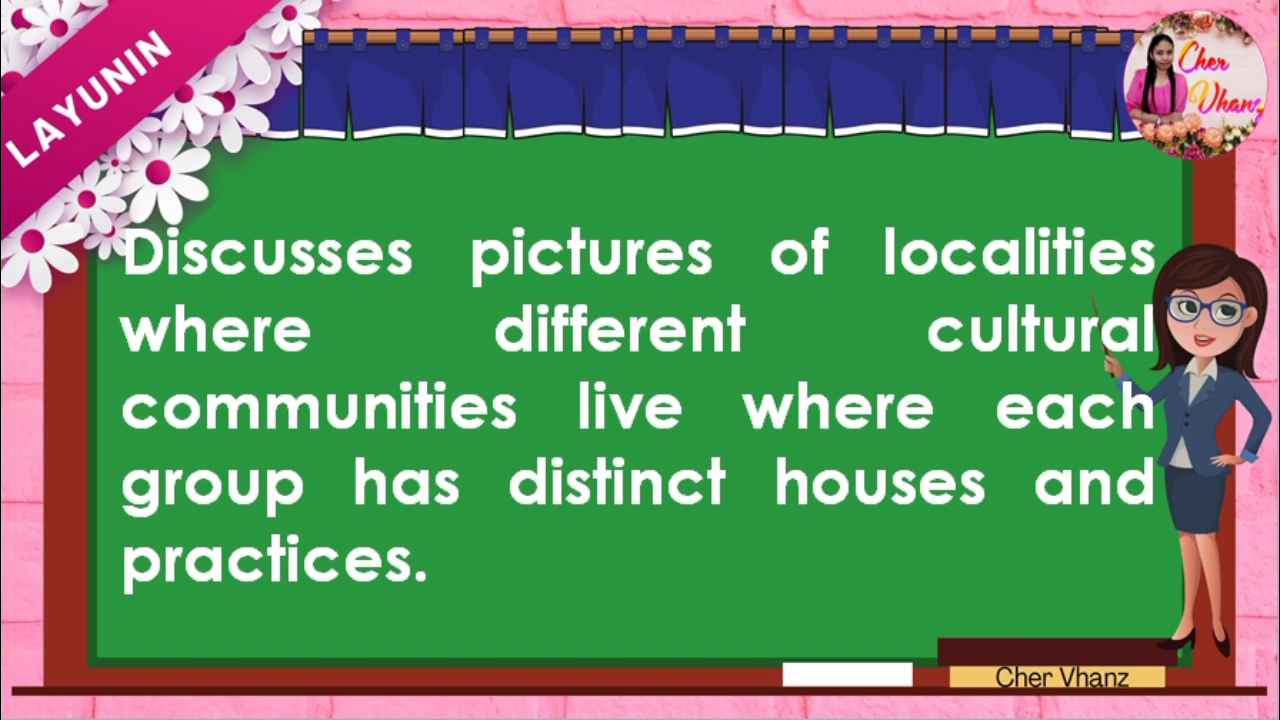 LAYUNIN
Cher
Vhanz
Discusses pictures of localities
where different cultural
communities live where each
group has distinct houses and
practices.
Cher Vhanz